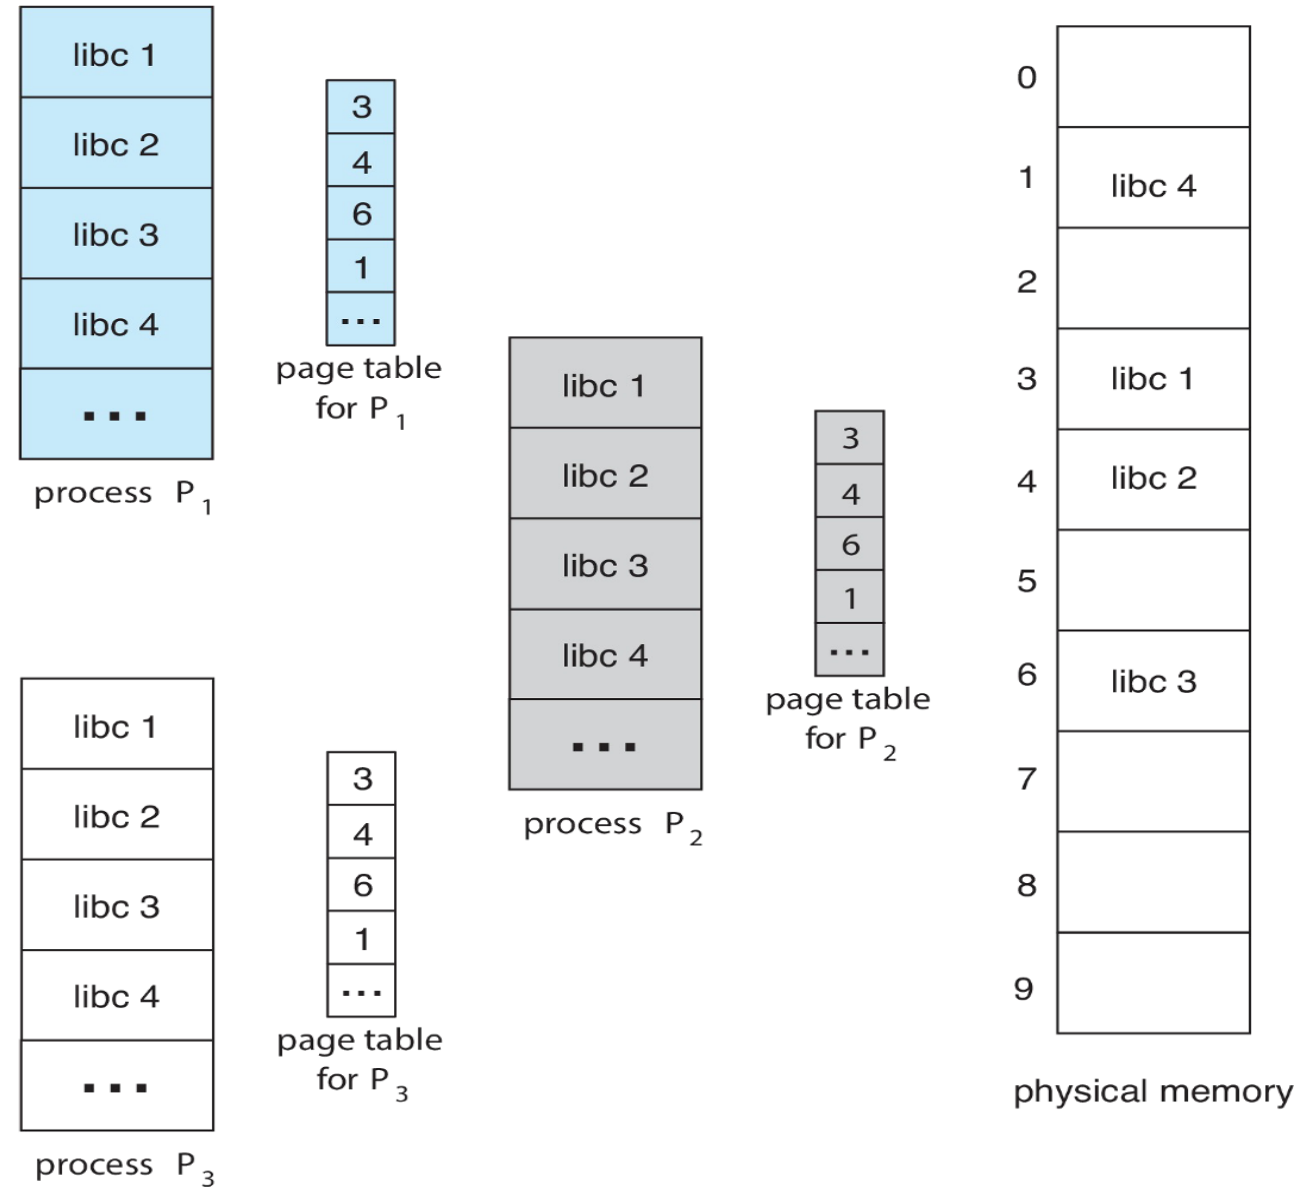 libc 1
libc 2
libc 3
libc 4
...
process P1
3
4
6
1
...
page table
for P1
libc 1
libc 2
libc 3
libc 4
...
process P2
3
4
6
1
...
page table
for P2
libc 1
libc 2
libc 3
libc 4
...
process P3
3
4
6
1
...
page table
for P3
0
1 libc 4
2
3 libc 1
4 libc 2
5
6 libc 3
7
8
9
physical memory